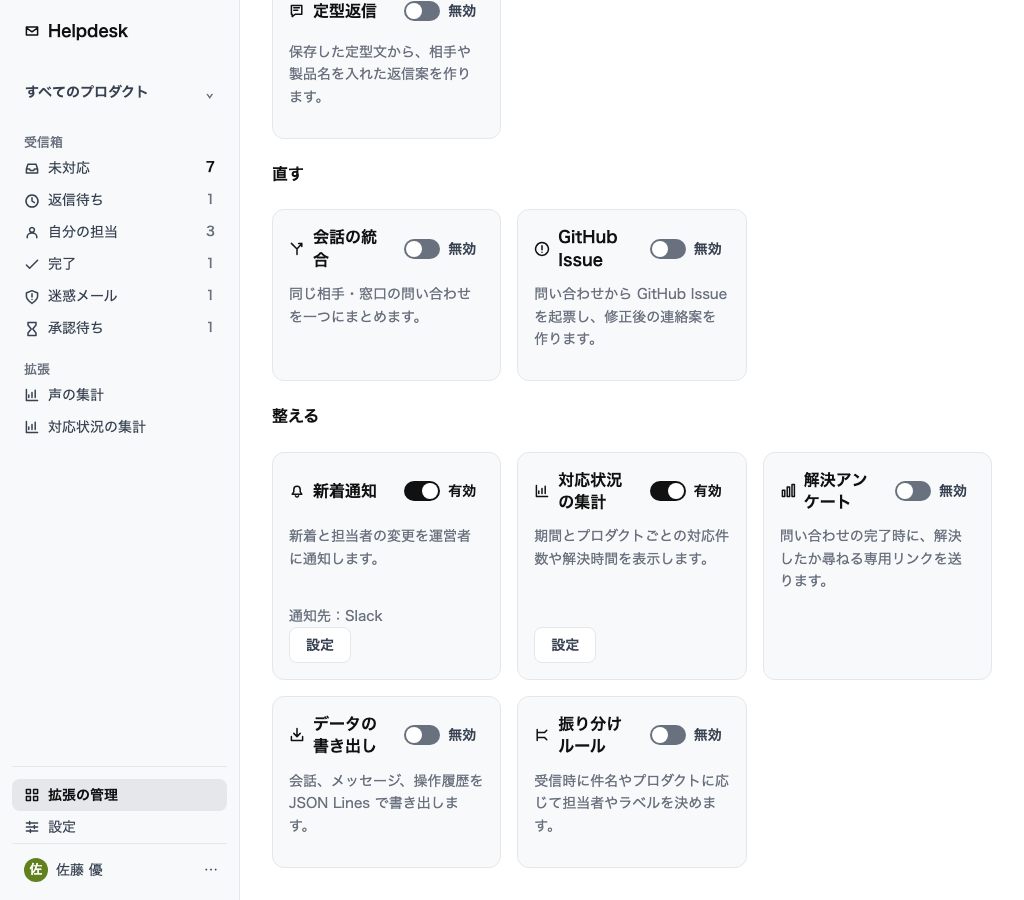 Helpdesk
すべてのプロダクト
受信箱
未対応 7
返信待ち 1
自分の担当 3
完了 1
迷惑メール 1
承認待ち 1
拡張
声の集計
対応状況の集計
拡張の管理
設定
佐 佐藤 優 …
定型返信 無効
保存した定型文から、相手や
製品名を入れた返信案を作り
ます。
直す
会話の統
合
無効
同じ相手・窓口の問い合わせ
を一つにまとめます。
GitHub
Issue
無効
問い合わせから GitHub Issue
を起票し、修正後の連絡案を
作ります。
整える
新着通知 有効
新着と担当者の変更を運営者
に通知します。
通知先：Slack
設定
対応状況
の集計
有効
期間とプロダクトごとの対応件
数や解決時間を表示します。
設定
解決アン
ケート
無効
問い合わせの完了時に、解決
したか尋ねる専用リンクを送
ります。
データの
書き出し
無効
会話、メッセージ、操作履歴を
JSON Lines で書き出しま
す。
振り分け
ルール
無効
受信時に件名やプロダクトに応
じて担当者やラベルを決めま
す。